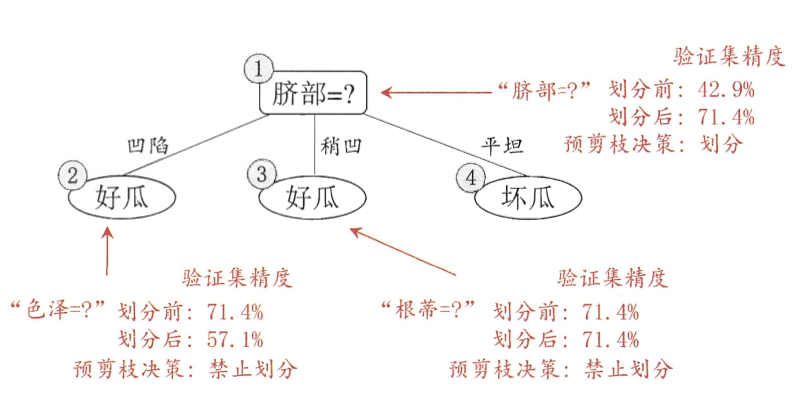 验证集精度
① 脐部=?
“脐部=?” 划分前: 42.9%
划分后: 71.4%
预剪枝决策: 划分
凹陷
稍凹
平坦
② 好瓜
③ 好瓜
④ 坏瓜
验证集精度
“色泽=?” 划分前: 71.4%
划分后: 57.1%
预剪枝决策: 禁止划分
验证集精度
“根蒂=?” 划分前: 71.4%
划分后: 71.4%
预剪枝决策: 禁止划分